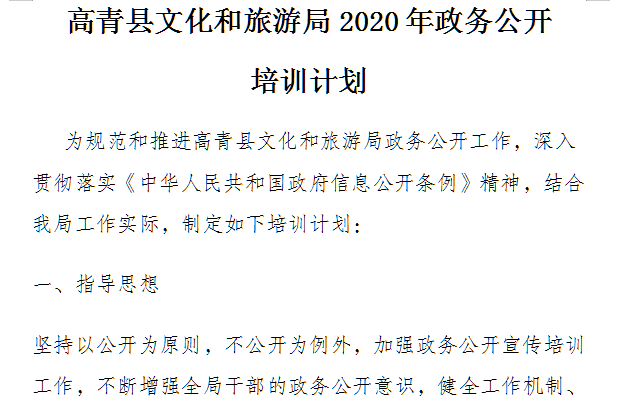 高青县文化和旅游局 2020 年政务公开
培训计划
为规范和推进高青县文化和旅游局政务公开工作，深入
贯彻落实《中华人民共和国政府信息公开条例》精神，结合
我局工作实际，制定如下培训计划：
一、指导思想
坚持以公开为原则，不公开为例外，加强政务公开宣传培训
工作，不断增强全局干部的政务公开意识，健全工作机制、